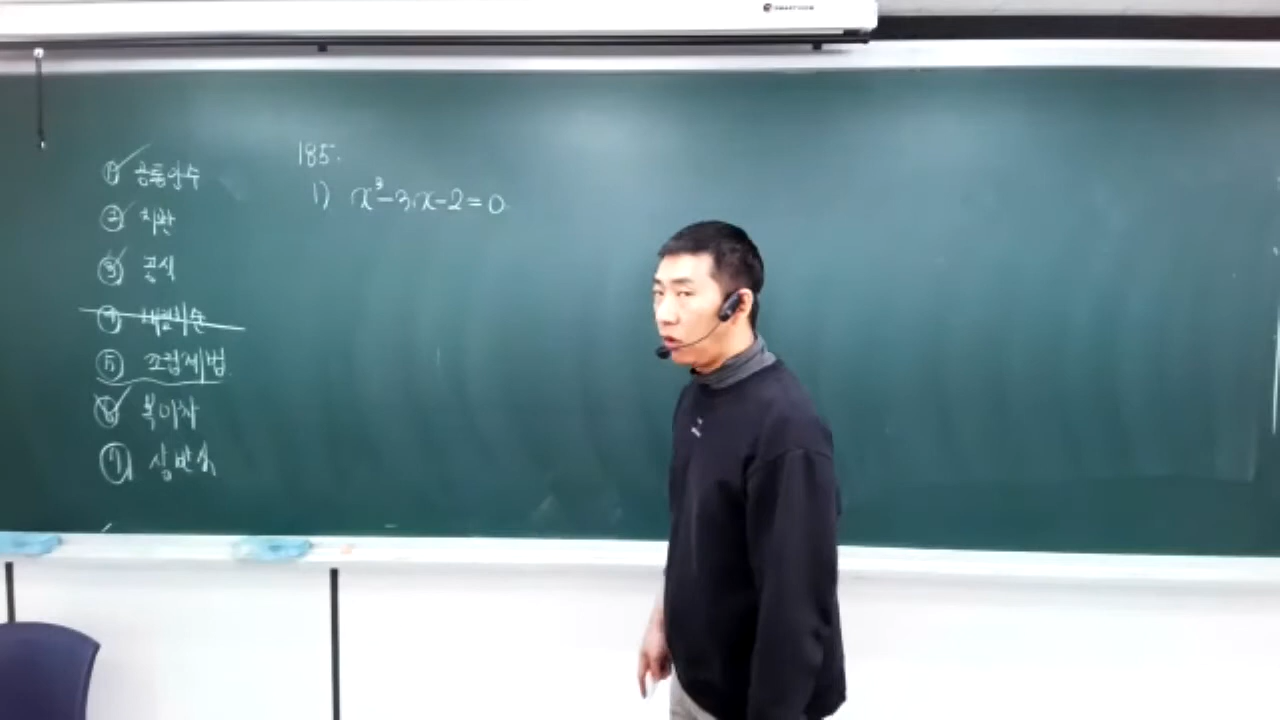 ① 공통인수
② 치환
③ 공식
④
⑤ 조립제법.
⑥ 복이차
⑦ 상반식
185.
1) x³-3x-2=0